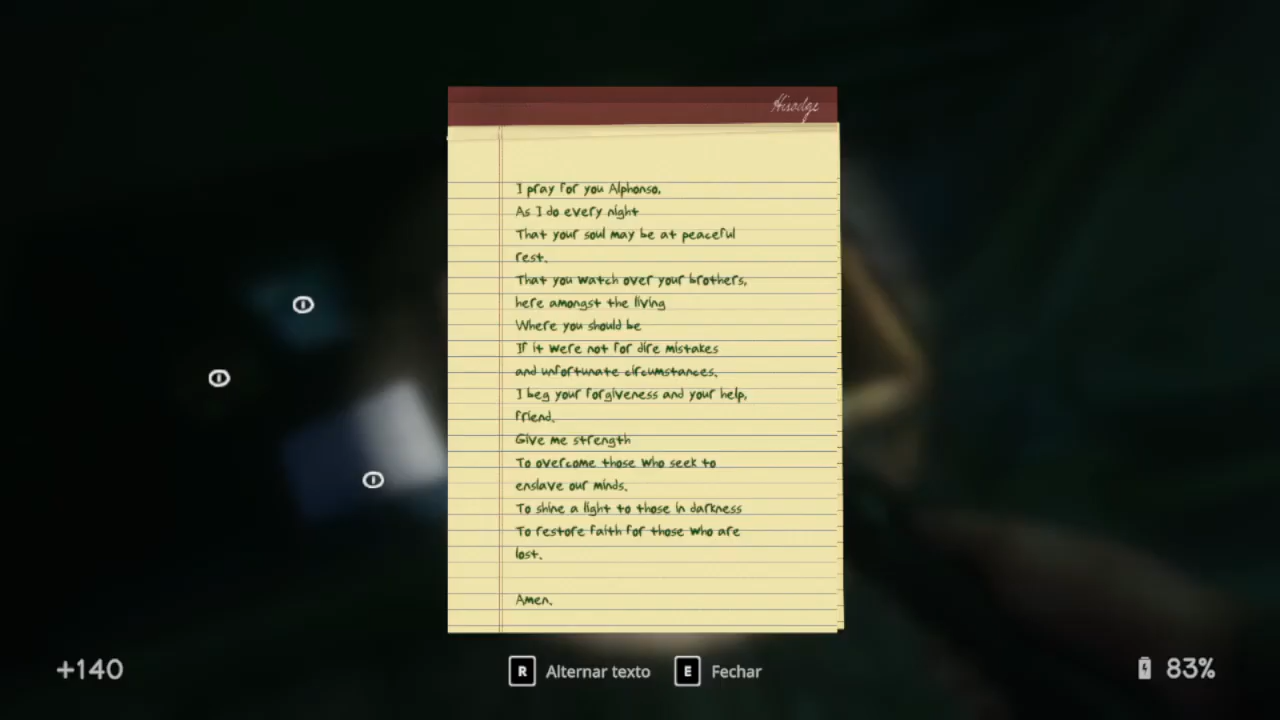 Hirodge
I pray for you Alphonso.
As I do every night
That your soul may be at peaceful
rest.
That you watch over your brothers,
here amongst the living
Where you should be
If it were not for dire mistakes
and unfortunate circumstances.
I beg your forgiveness and your help,
friend.
Give me strength
To overcome those who seek to
enslave our minds.
To shine a light to those in darkness
To restore faith for those who are
lost.
Amen.
+140
R Alternar texto E Fechar
83%